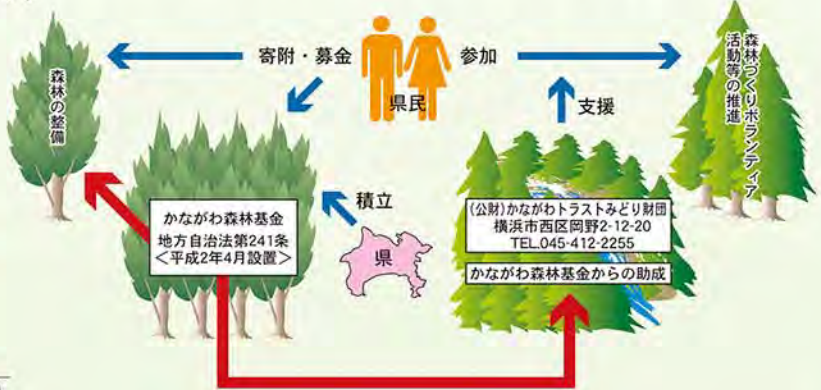 寄附・募金
県民
参加
森林の整備
森林づくりボランティア
活動等の推進
支援
積立
県
かながわ森林基金
地方自治法第241条
＜平成2年4月設置＞
(公財)かながわトラストみどり財団
横浜市西区岡野2-12-20
TEL.045-412-2255
かながわ森林基金からの助成